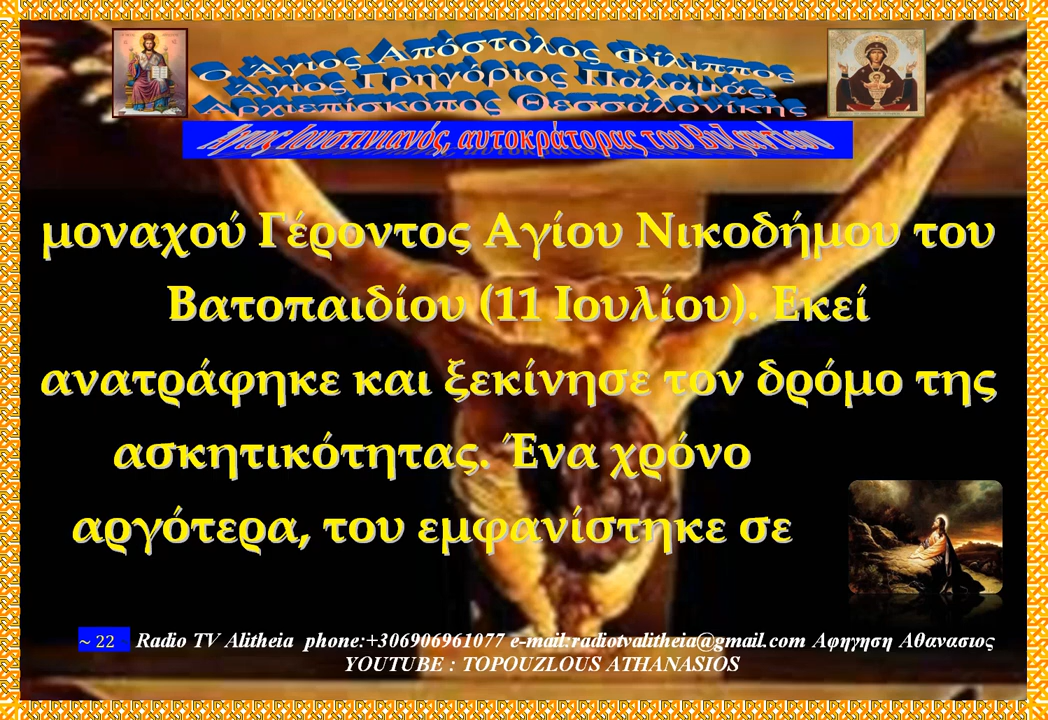 Ο Άγιος Απόστολος Φίλιππος
Άγιος Γρηγόριος Παλαμάς,
Αρχιεπίσκοπος Θεσσαλονίκης
Άγιος Ιουστινιανός, αυτοκράτορας του Βυζαντίου
μοναχού Γέροντος Αγίου Νικοδήμου του
Βατοπαιδίου (11 Ιουλίου). Εκεί
ανατράφηκε και ξεκίνησε τον δρόμο της
ασκητικότητας. Ένα χρόνο
αργότερα, του εμφανίστηκε σε
~ 22 Radio TV Alitheia phone:+306906961077 e-mail:radiotvalitheia@gmail.com Αφηγηση Αθανασιος
YOUTUBE : TOPOUZLOUS ATHANASIOS